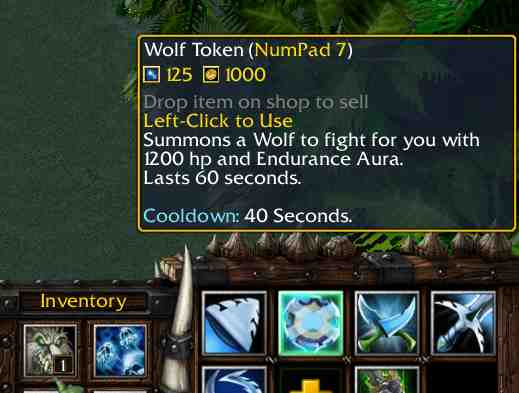 Wolf Token (NumPad 7)
125 1000
Drop item on shop to sell
Left-Click to Use
Summons a Wolf to fight for you with
1200 hp and Endurance Aura.
Lasts 60 seconds.
Cooldown: 40 Seconds.
Inventory
1